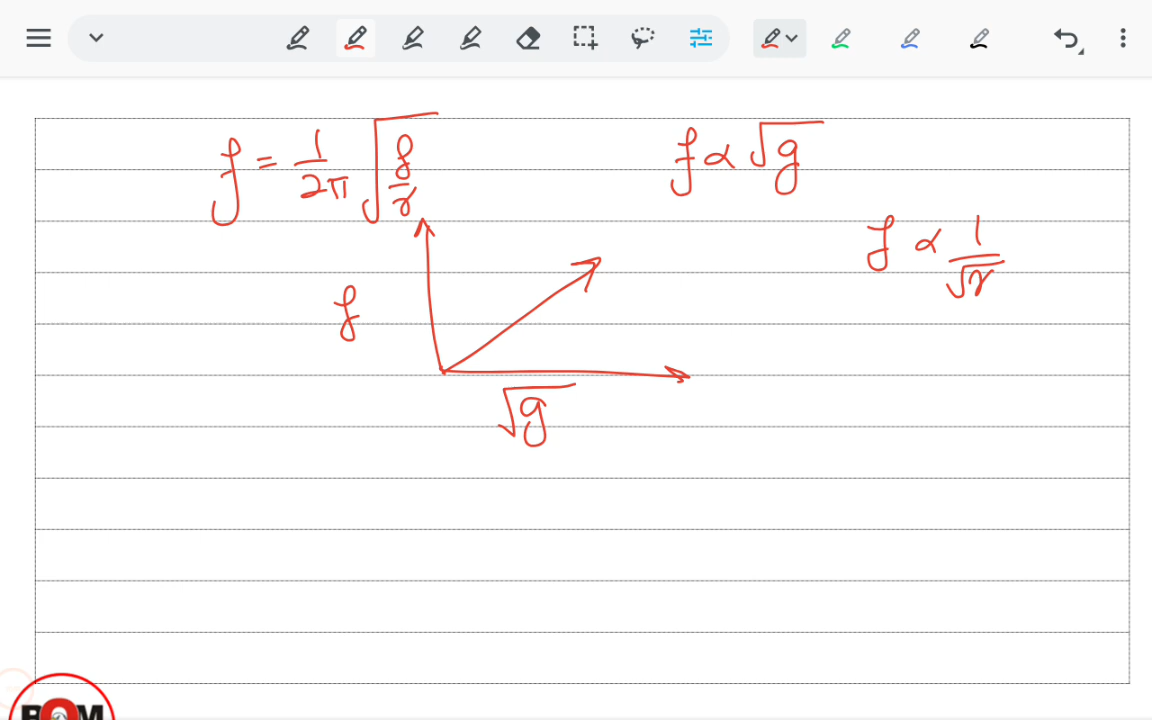 f = 1/2π √(g/r)
f ∝ √g
f ∝ 1/√r
f
√g